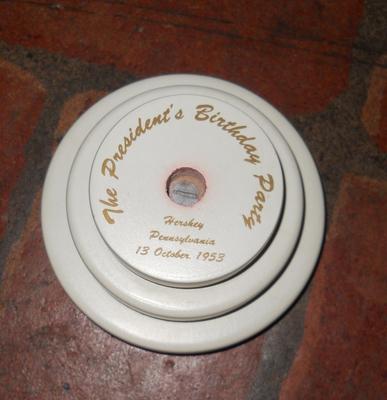 The President's Birthday Party
Hershey
Pennsylvania
13 October, 1953